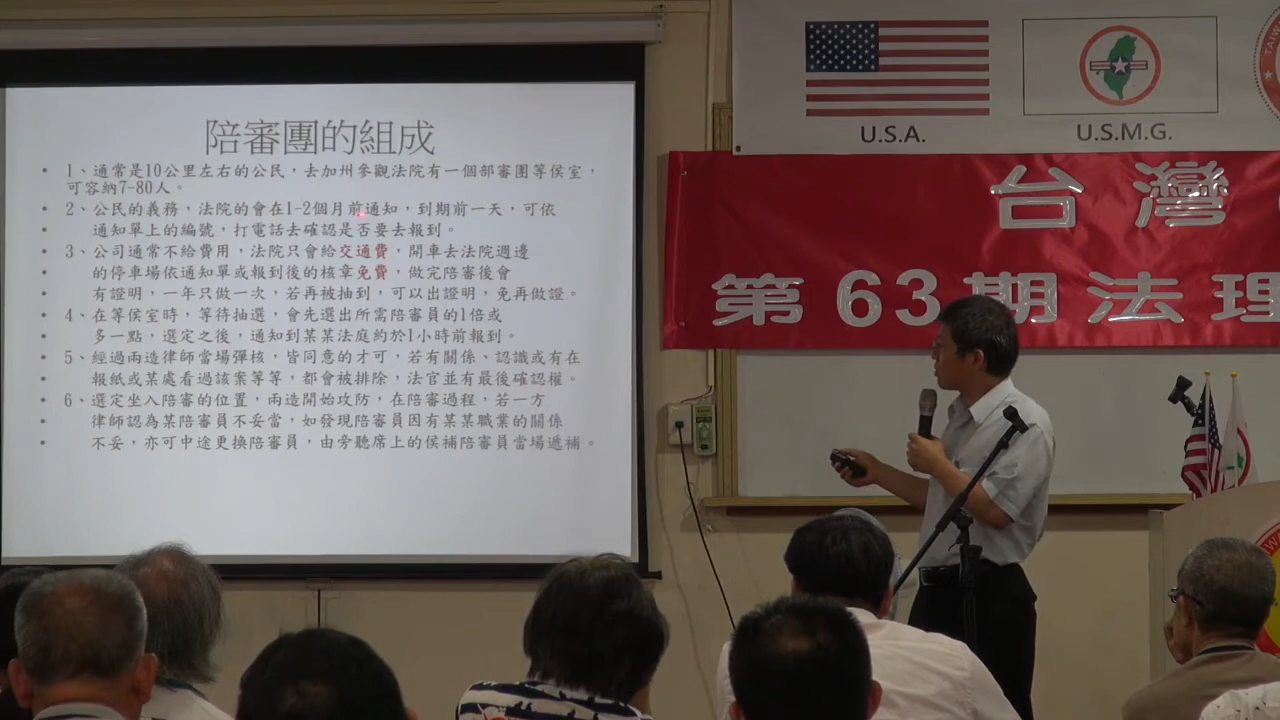 陪審團的組成
• 1、通常是10公里左右的公民，去加州參觀法院有一個部審團等侯室，
可容納7-80人。
• 2、公民的義務，法院的會在1-2個月前通知，到期前一天，可依
• 通知單上的編號，打電話去確認是否要去報到。
• 3、公司通常不給費用，法院只會給交通費，開車去法院週邊
• 的停車場依通知單或報到後的核章免費，做完陪審後會
• 有證明，一年只做一次，若再被抽到，可以出證明，免再做證。
• 4、在等侯室時，等待抽選，會先選出所需陪審員的1倍或
• 多一點，選定之後，通知到某某法庭約於1小時前報到。
• 5、經過兩造律師當場彈核，皆同意的才可，若有關係、認識或有在
• 報紙或某處看過該案等等，都會被排除，法官並有最後確認權。
• 6、選定坐入陪審的位置，兩造開始攻防，在陪審過程，若一方
• 律師認為某陪審員不妥當，如發現陪審員因有某某職業的關係
• 不妥，亦可中途更換陪審員，由旁聽席上的侯補陪審員當場遞補。
U.S.A.
U.S.M.G.
台灣
第63期法理